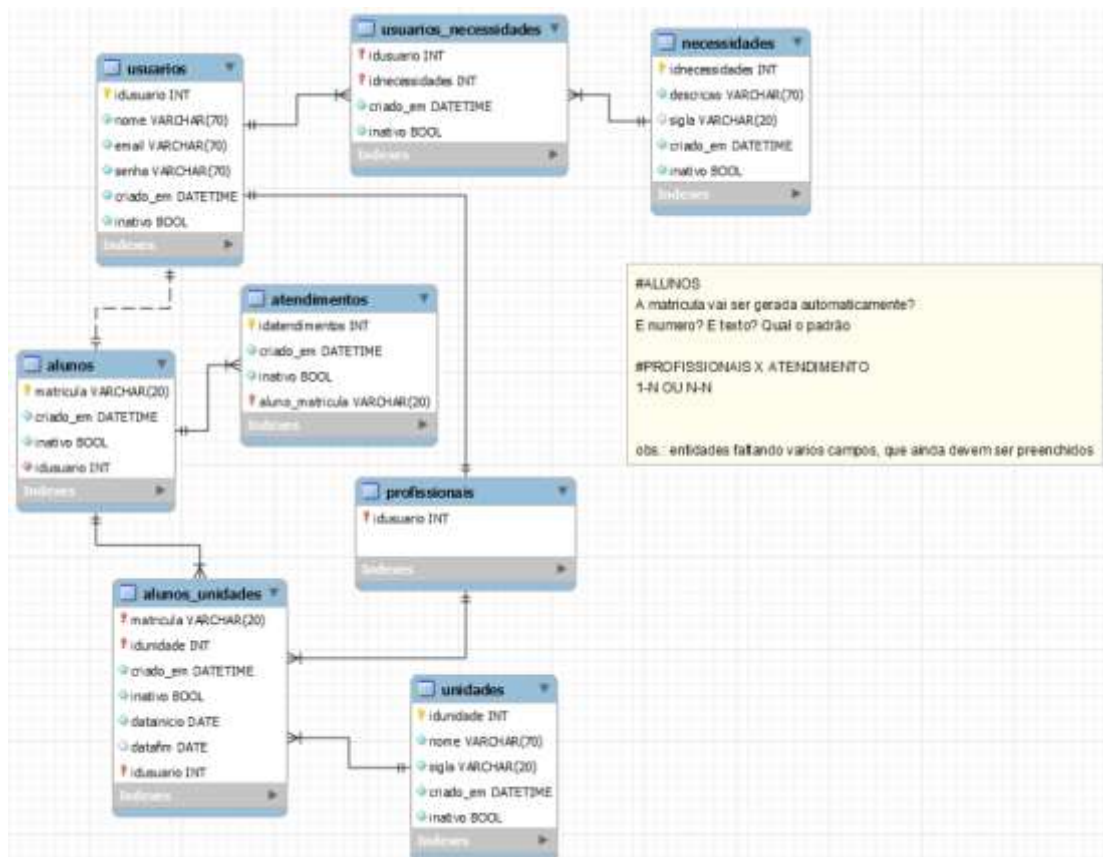 usuarios_necessidades
idusuario INT
idnecessidades INT
criado_em DATETIME
inativo BOOL
Indexes
necessidades
idnecessidades INT
descricao VARCHAR(70)
sigla VARCHAR(20)
criado_em DATETIME
inativo BOOL
Indexes
usuarios
idusuario INT
nome VARCHAR(70)
email VARCHAR(70)
senha VARCHAR(70)
criado_em DATETIME
inativo BOOL
Indexes
atendimentos
idatendimentos INT
criado_em DATETIME
inativo BOOL
aluno_matricula VARCHAR(20)
Indexes
#ALUNOS
A matricula vai ser gerada automaticamente?
E numero? E texto? Qual o padrão
#PROFISSIONAIS X ATENDIMENTO
1-N OU N-N
obs.: entidades faltando varios campos, que ainda devem ser preenchidos
alunos
matricula VARCHAR(20)
criado_em DATETIME
inativo BOOL
idusuario INT
Indexes
profissionais
idusuario INT
Indexes
alunos_unidades
matricula VARCHAR(20)
idunidade INT
criado_em DATETIME
inativo BOOL
datainicio DATE
datafim DATE
idusuario INT
Indexes
unidades
idunidade INT
nome VARCHAR(70)
sigla VARCHAR(20)
criado_em DATETIME
inativo BOOL
Indexes